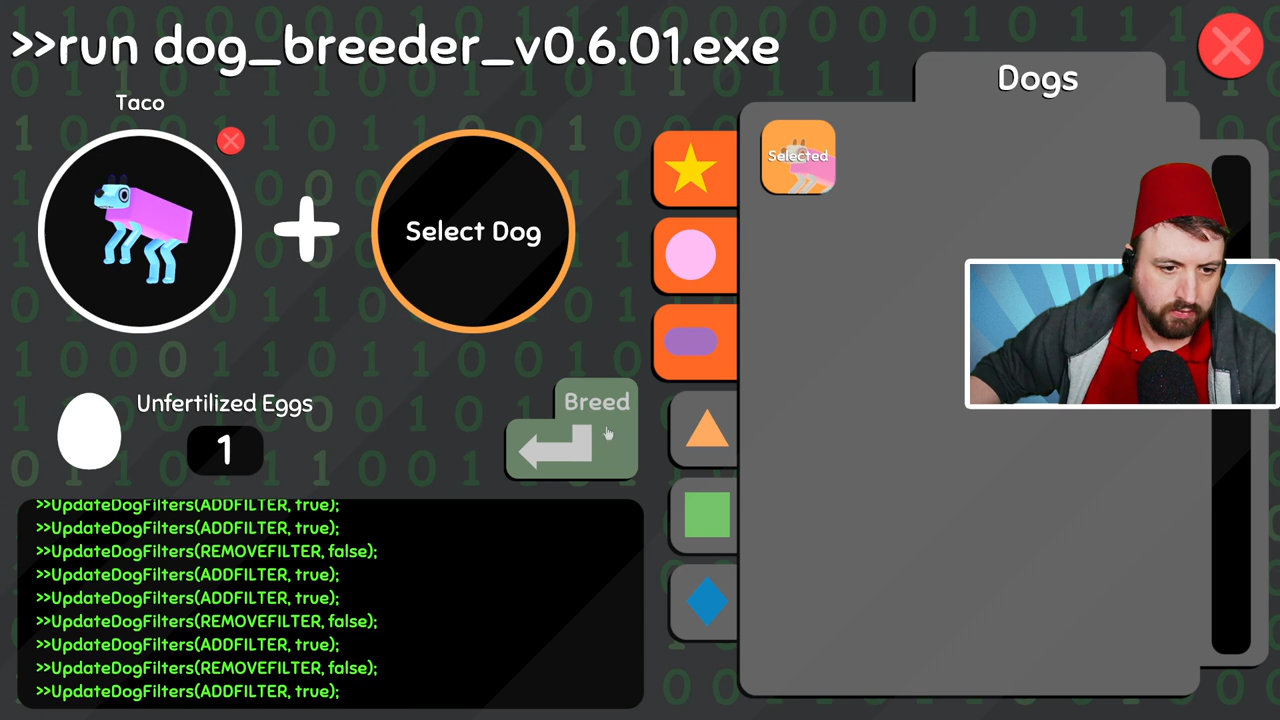 >>run dog_breeder_v0.6.01.exe
Dogs
Taco
Selected
Select Dog
Unfertilized Eggs
1
Breed
>>UpdateDogFilters(ADDFILTER, true);
>>UpdateDogFilters(ADDFILTER, true);
>>UpdateDogFilters(REMOVEFILTER, false);
>>UpdateDogFilters(ADDFILTER, true);
>>UpdateDogFilters(ADDFILTER, true);
>>UpdateDogFilters(REMOVEFILTER, false);
>>UpdateDogFilters(ADDFILTER, true);
>>UpdateDogFilters(REMOVEFILTER, false);
>>UpdateDogFilters(ADDFILTER, true);